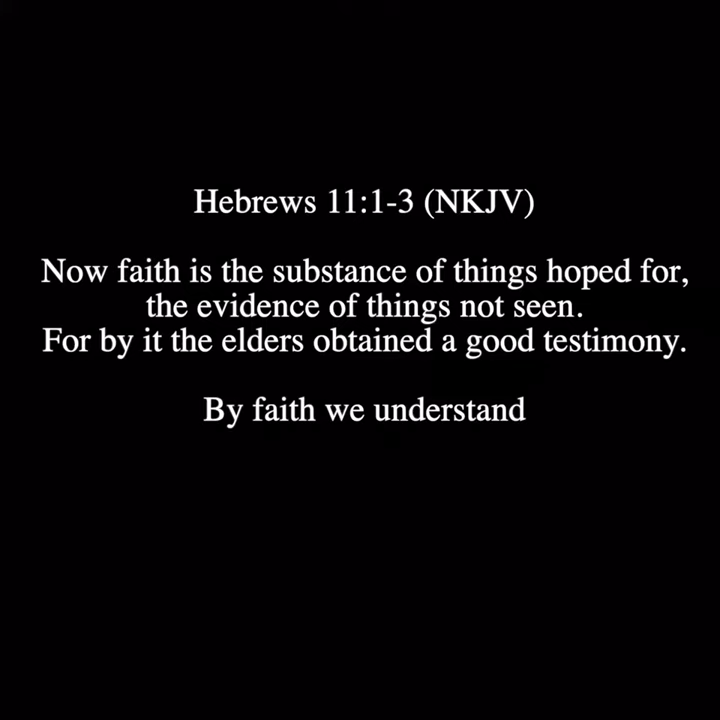 Hebrews 11:1-3 (NKJV)
Now faith is the substance of things hoped for,
the evidence of things not seen.
For by it the elders obtained a good testimony.
By faith we understand